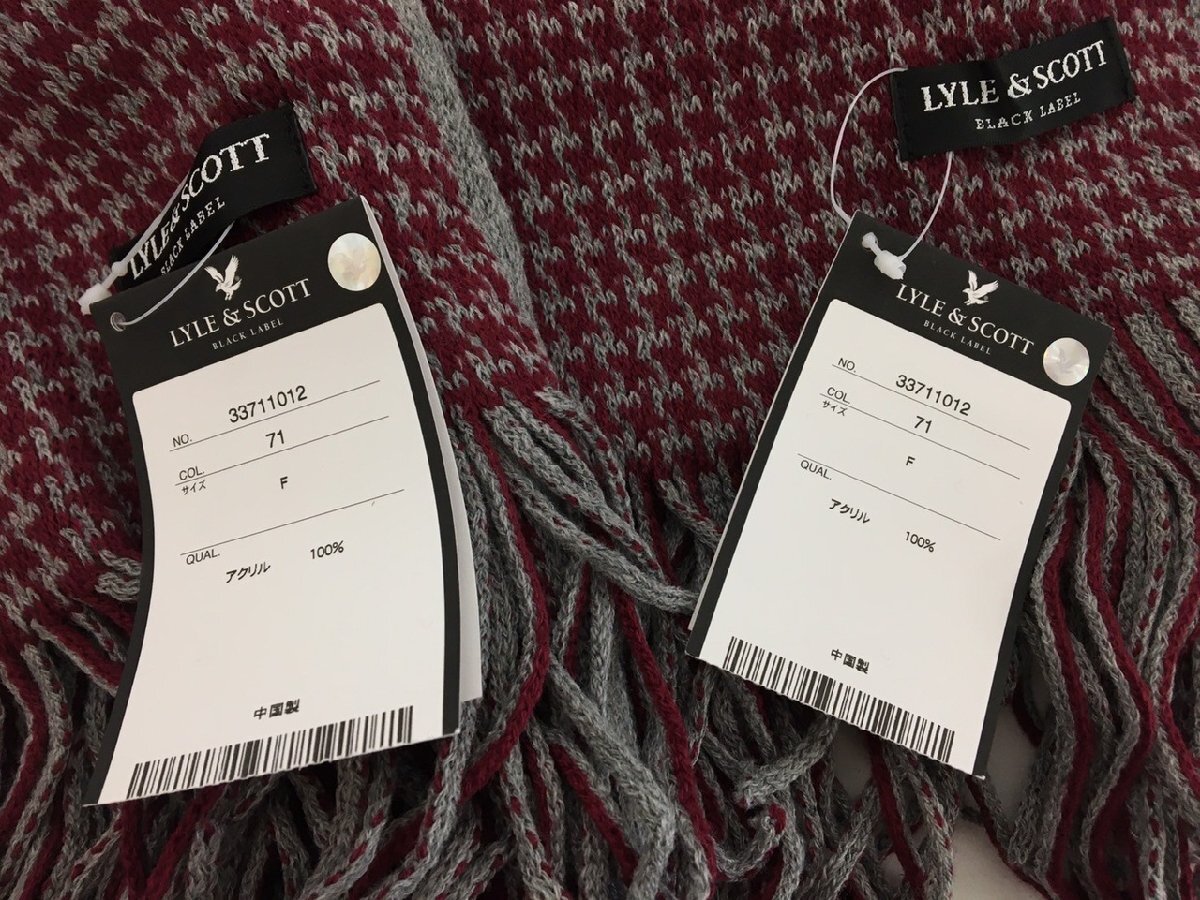 LYLE & SCOTT
BLACK LABEL
LYLE & SCOTT
BLACK LABEL
NO. 33711012
COL. 71
サイズ F
QUAL.
アクリル 100%
中国製
LYLE & SCOTT
BLACK LABEL
LYLE & SCOTT
BLACK LABEL
NO. 33711012
COL. 71
サイズ F
QUAL.
アクリル 100%
中国製